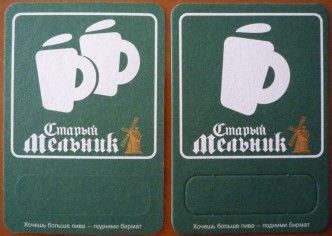 Старый
Мельник
Хочешь больше пива – подними бирмат
Старый
Мельник
Хочешь больше пива – подними бирмат